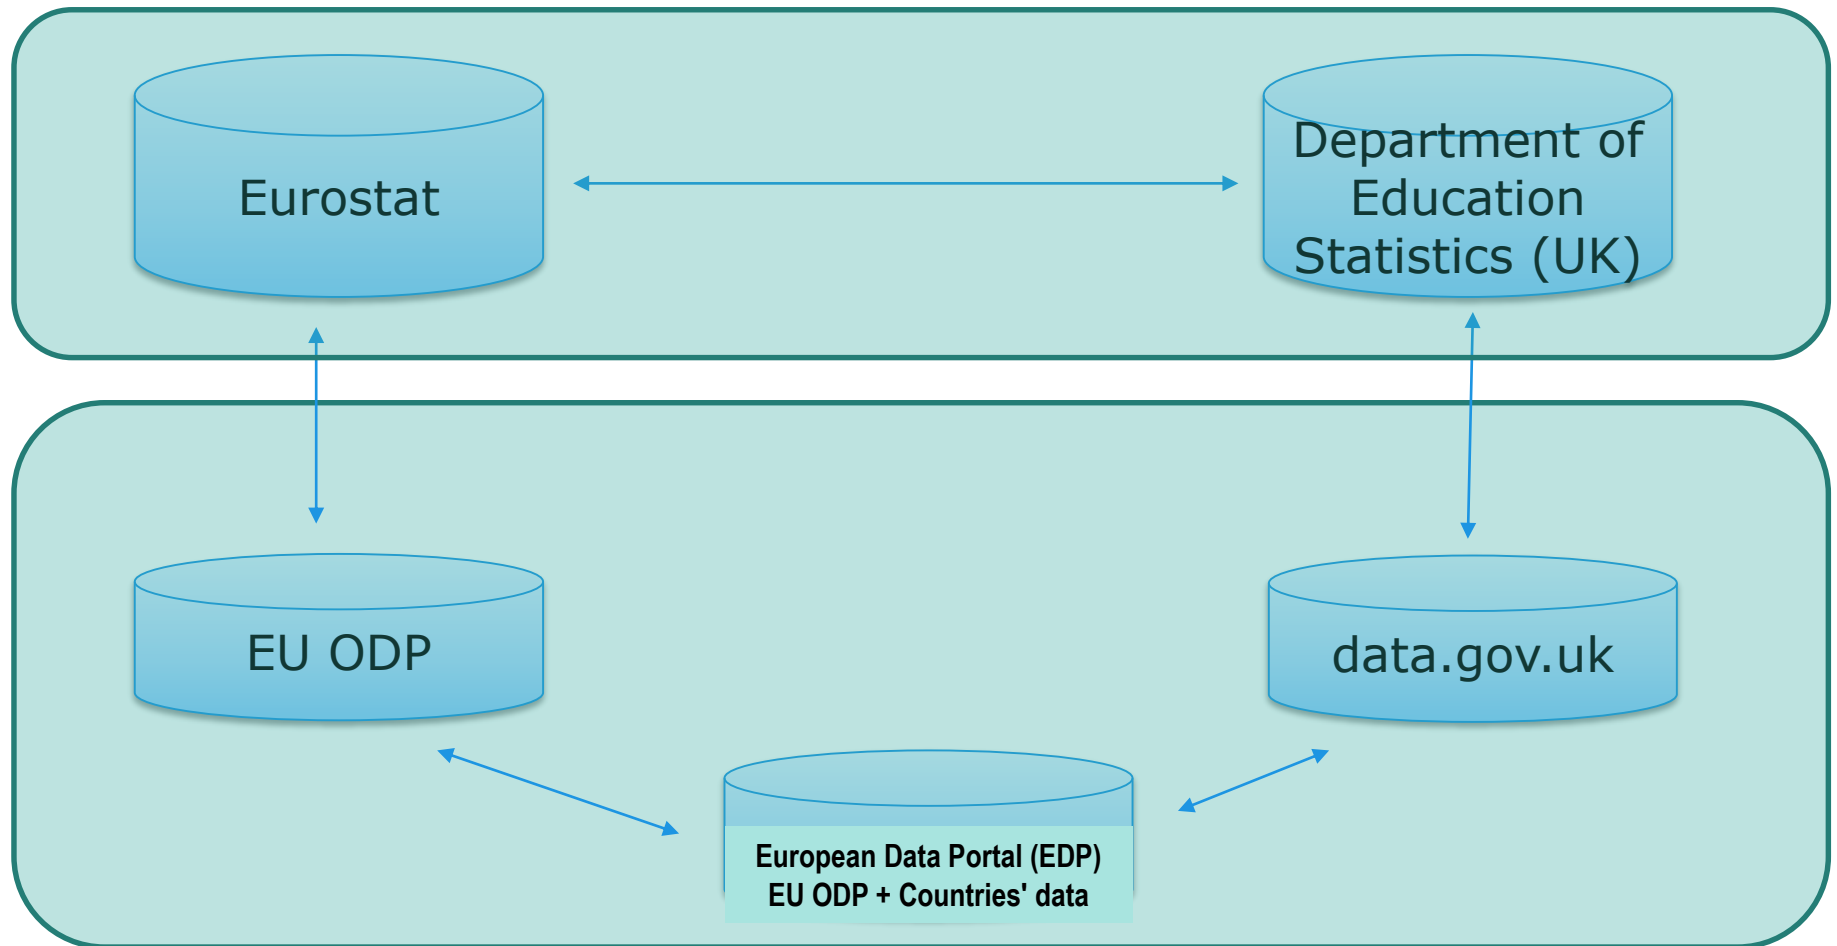 Eurostat
Department of
Education
Statistics (UK)
EU ODP
data.gov.uk
European Data Portal (EDP)
EU ODP + Countries' data